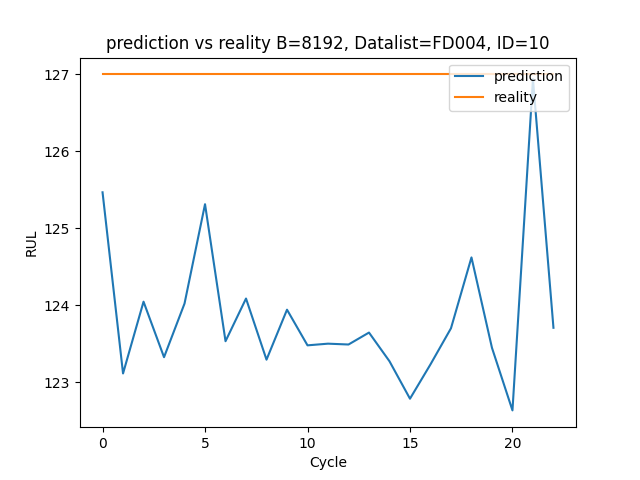 prediction vs reality B=8192, Datalist=FD004, ID=10
127
126
125
124
123
RUL
prediction
reality
0 5 10 15 20
Cycle